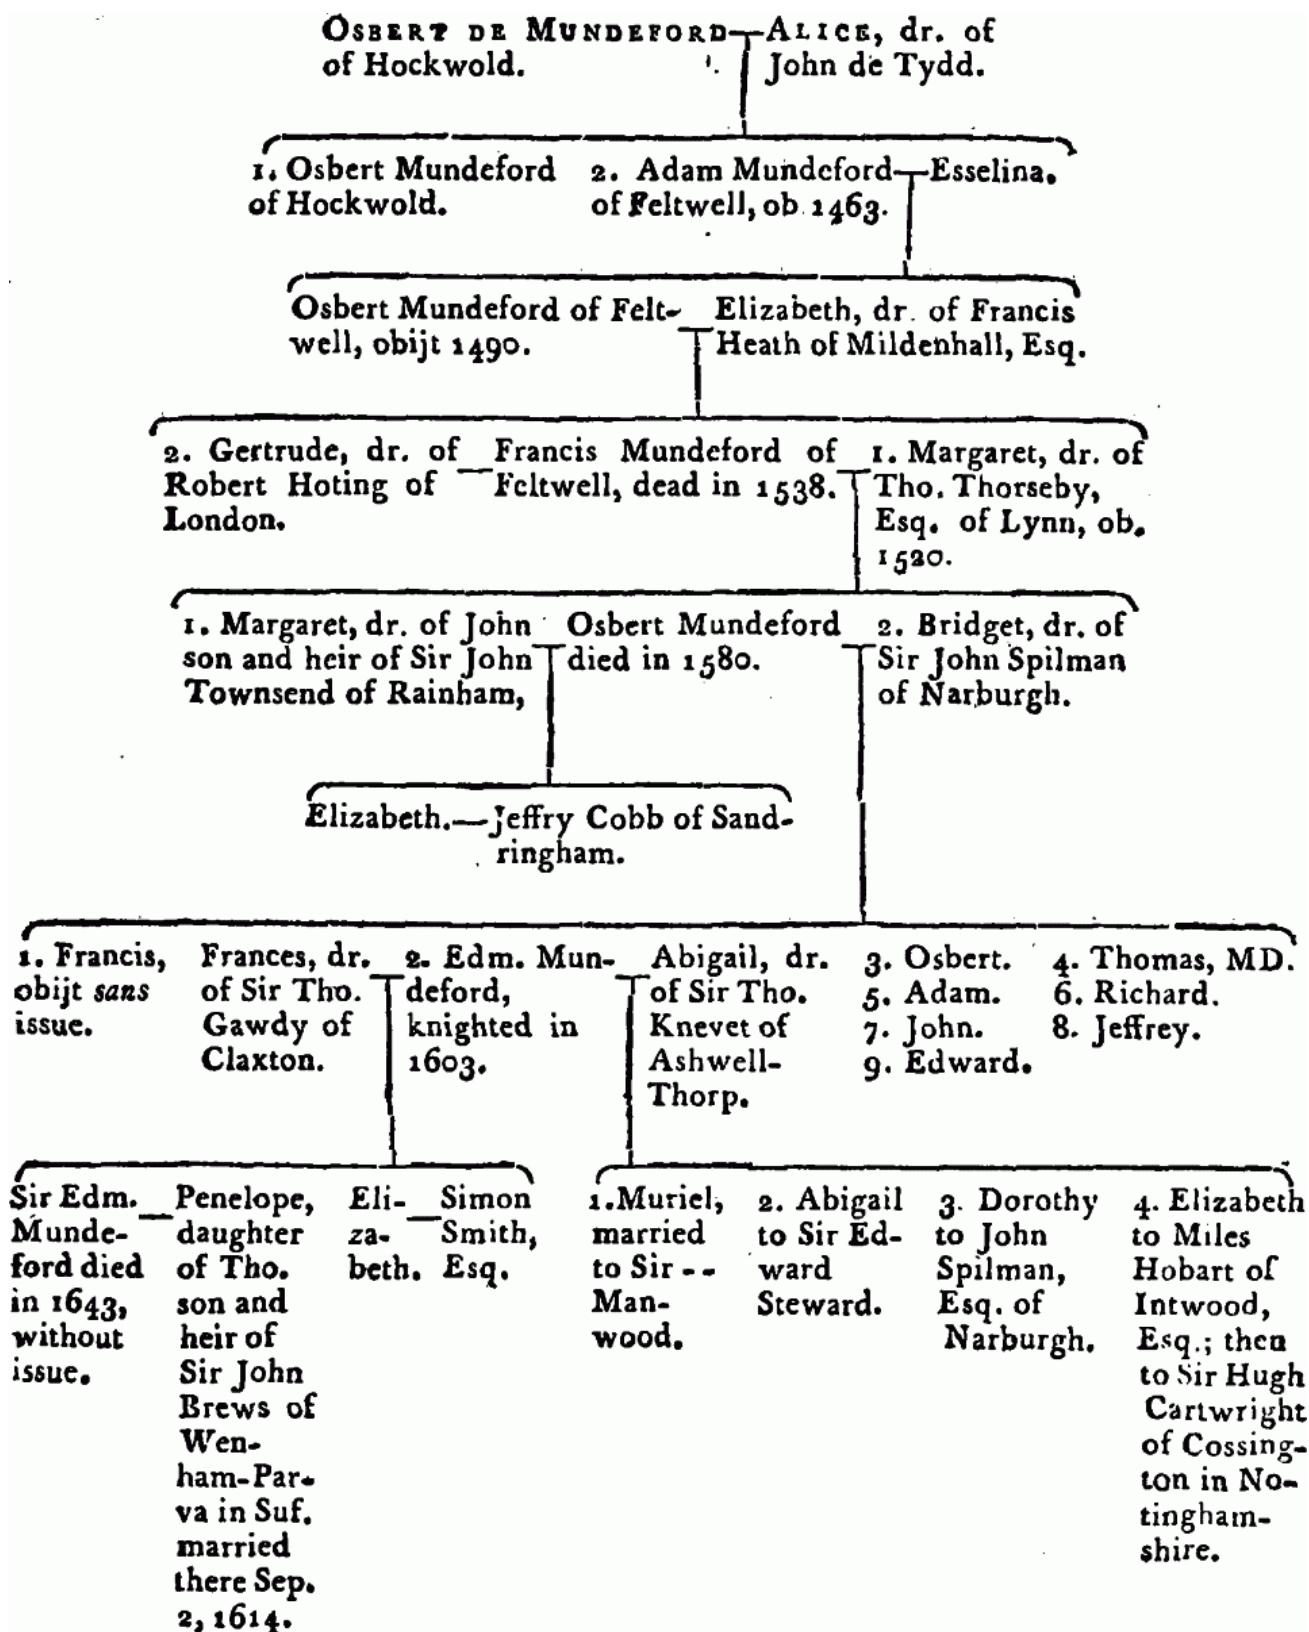 OSBERT DE MUNDEFORD
of Hockwold.
ALICE, dr. of
John de Tydd.
1. Osbert Mundeford
of Hockwold.
2. Adam Mundeford
of Feltwell, ob. 1463.
Esselina.
Osbert Mundeford of Felt-
well, obijt 1490.
Elizabeth, dr. of Francis
Heath of Mildenhall, Esq.
2. Gertrude, dr. of
Robert Hoting of
London.
Francis Mundeford of
Feltwell, dead in 1538.
1. Margaret, dr. of
Tho. Thorseby,
Esq. of Lynn, ob.
1520.
1. Margaret, dr. of John
son and heir of Sir John
Townsend of Rainham,
Osbert Mundeford
died in 1580.
2. Bridget, dr. of
Sir John Spilman
of Narburgh.
Elizabeth.—Jeffry Cobb of Sand-
ringham.
1. Francis,
obijt sans
issue.
Frances, dr.
of Sir Tho.
Gawdy of
Claxton.
2. Edm. Mun-
deford,
knighted in
1603.
Abigail, dr.
of Sir Tho.
Knevet of
Ashwell-
Thorp.
3. Osbert.
5. Adam.
7. John.
9. Edward.
4. Thomas, MD.
6. Richard.
8. Jeffrey.
Sir Edm.
Munde-
ford died
in 1643,
without
issue.
Penelope,
daughter
of Tho.
son and
heir of
Sir John
Brews of
Wen-
ham-Par-
va in Suf.
married
there Sep.
2, 1614.
Eli-
za-
beth.
Simon
Smith,
Esq.
1. Muriel,
married
to Sir --
Man-
wood.
2. Abigail
to Sir Ed-
ward
Steward.
3. Dorothy
to John
Spilman,
Esq. of
Narburgh.
4. Elizabeth
to Miles
Hobart of
Intwood,
Esq.; then
to Sir Hugh
Cartwright
of Cossing-
ton in No-
tingham-
shire.